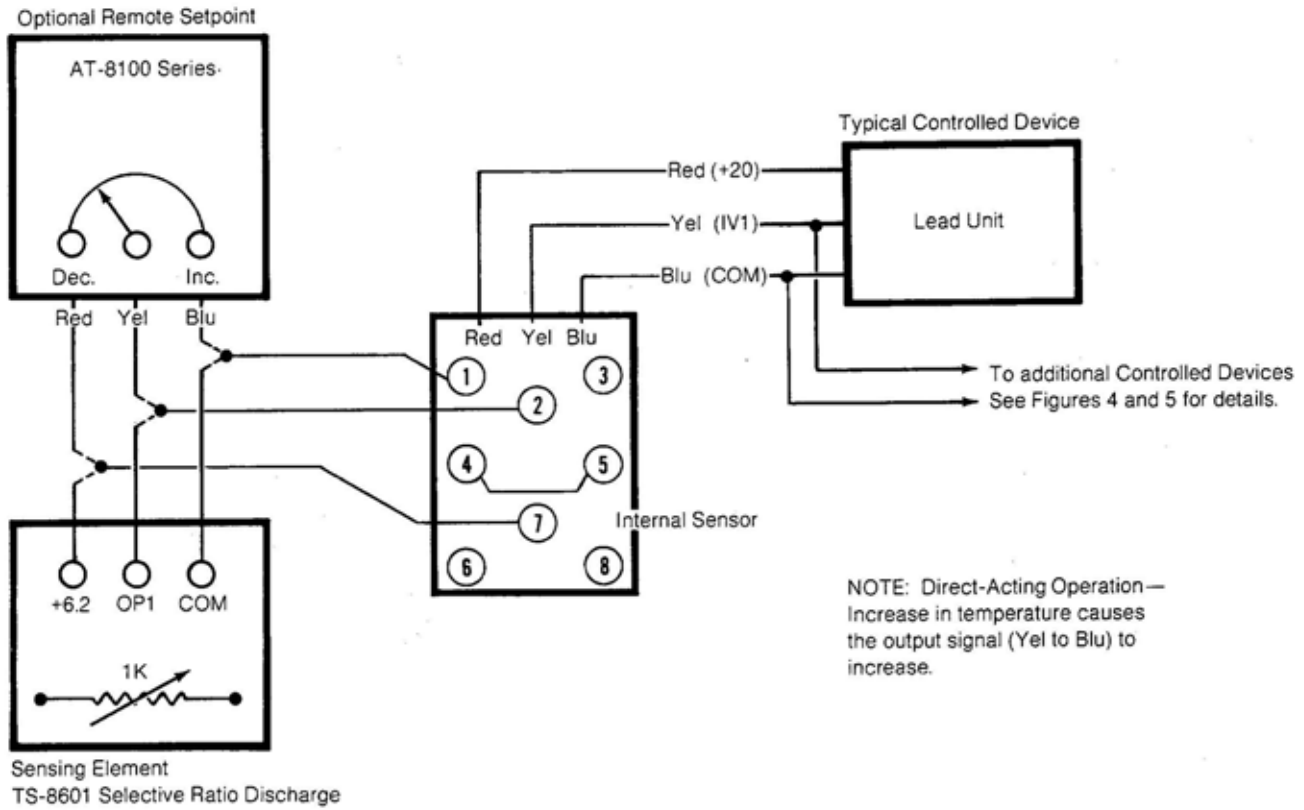 Optional Remote Setpoint
AT-8100 Series
Dec.
Inc.
Red Yel Blu
Typical Controlled Device
Red (+20)
Yel (IV1)
Blu (COM)
Lead Unit
Red Yel Blu
1
3
2
4
5
7
6
8
Internal Sensor
To additional Controlled Devices
See Figures 4 and 5 for details.
+6.2 OP1 COM
1K
Sensing Element
TS-8601 Selective Ratio Discharge
NOTE: Direct-Acting Operation—
Increase in temperature causes
the output signal (Yel to Blu) to
increase.